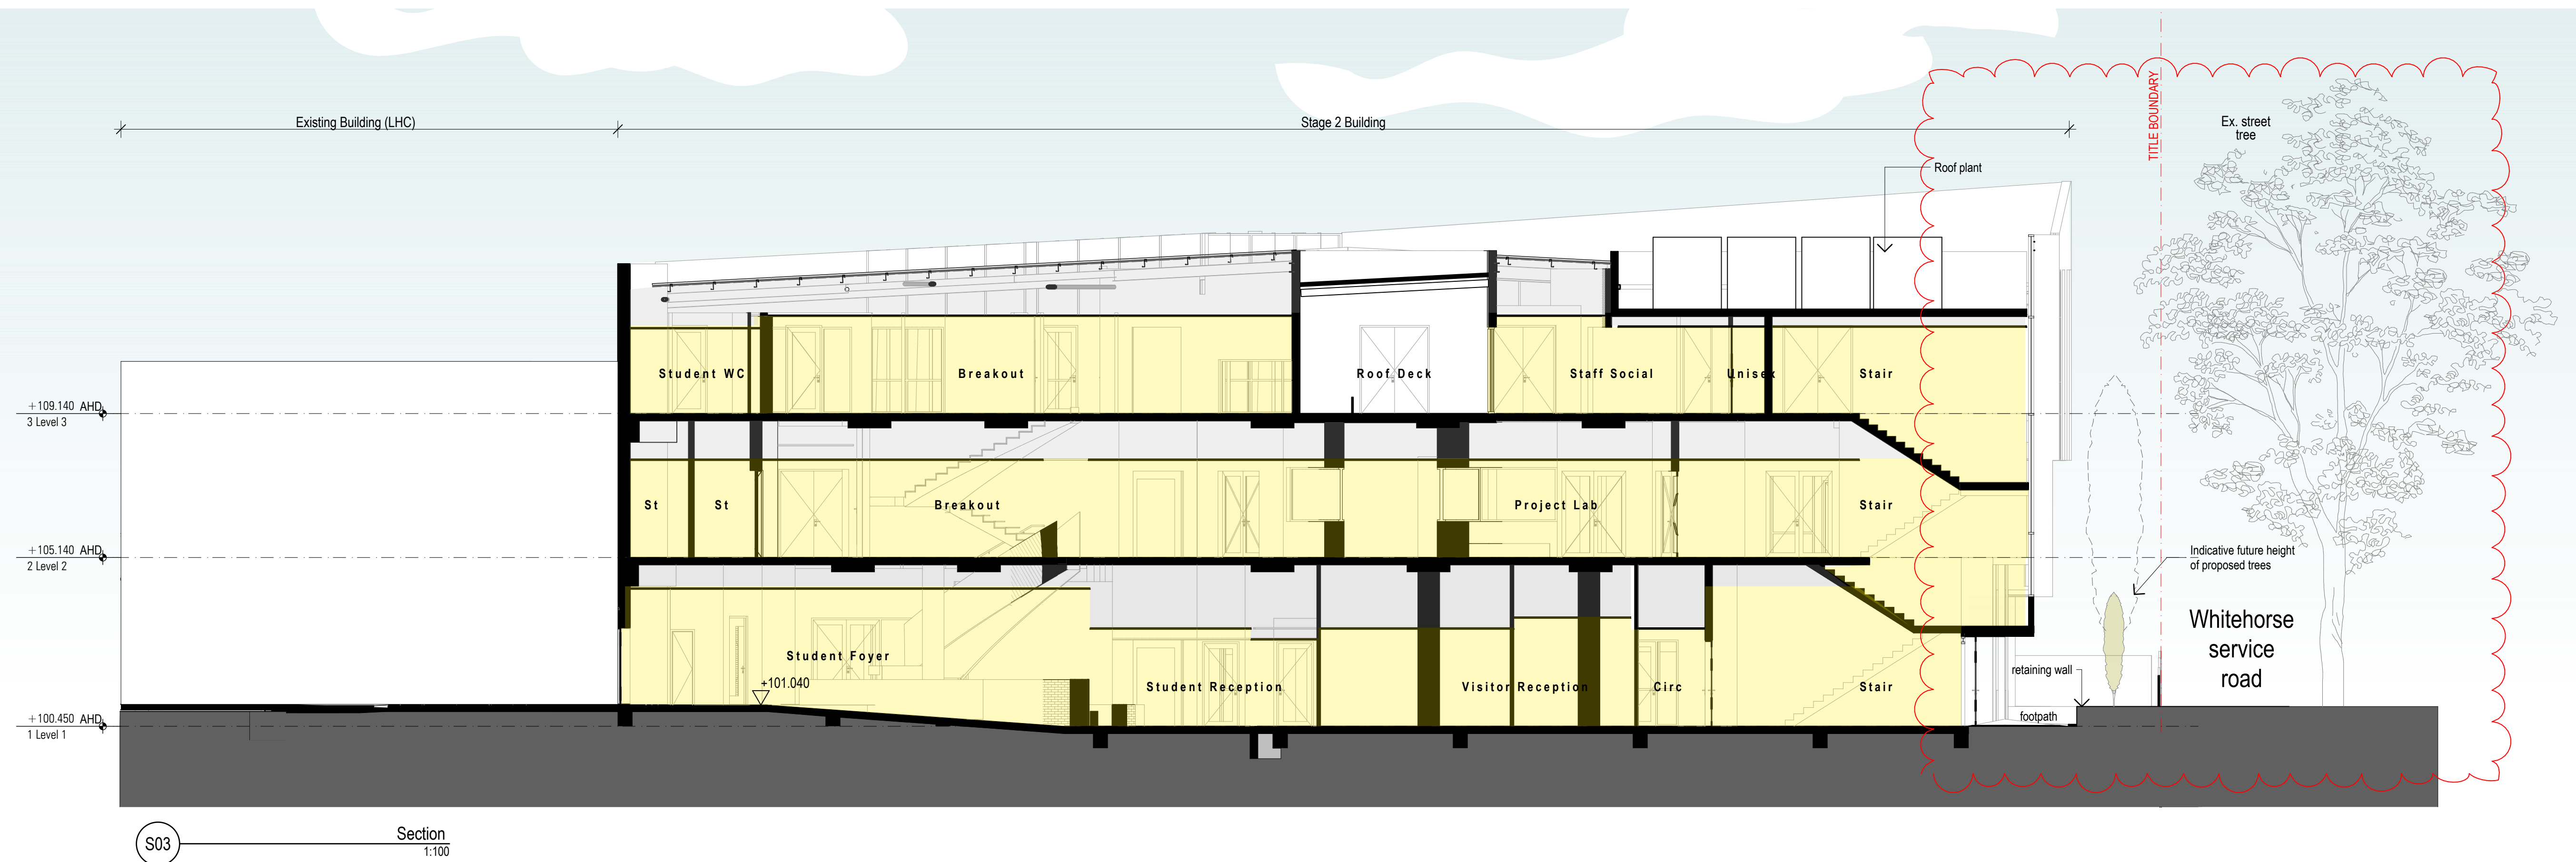 Existing Building (LHC)
Stage 2 Building
TITLE BOUNDARY
Ex. street
tree
Roof plant
Student WC
Breakout
Roof Deck
Staff Social
Unisex
Stair
+109.140 AHD
3 Level 3
St
St
Breakout
Project Lab
Stair
+105.140 AHD
2 Level 2
Indicative future height
of proposed trees
Whitehorse
service
road
Student Foyer
+101.040
Student Reception
Visitor Reception
Circ
Stair
retaining wall
footpath
+100.450 AHD
1 Level 1
S03
Section
1:100